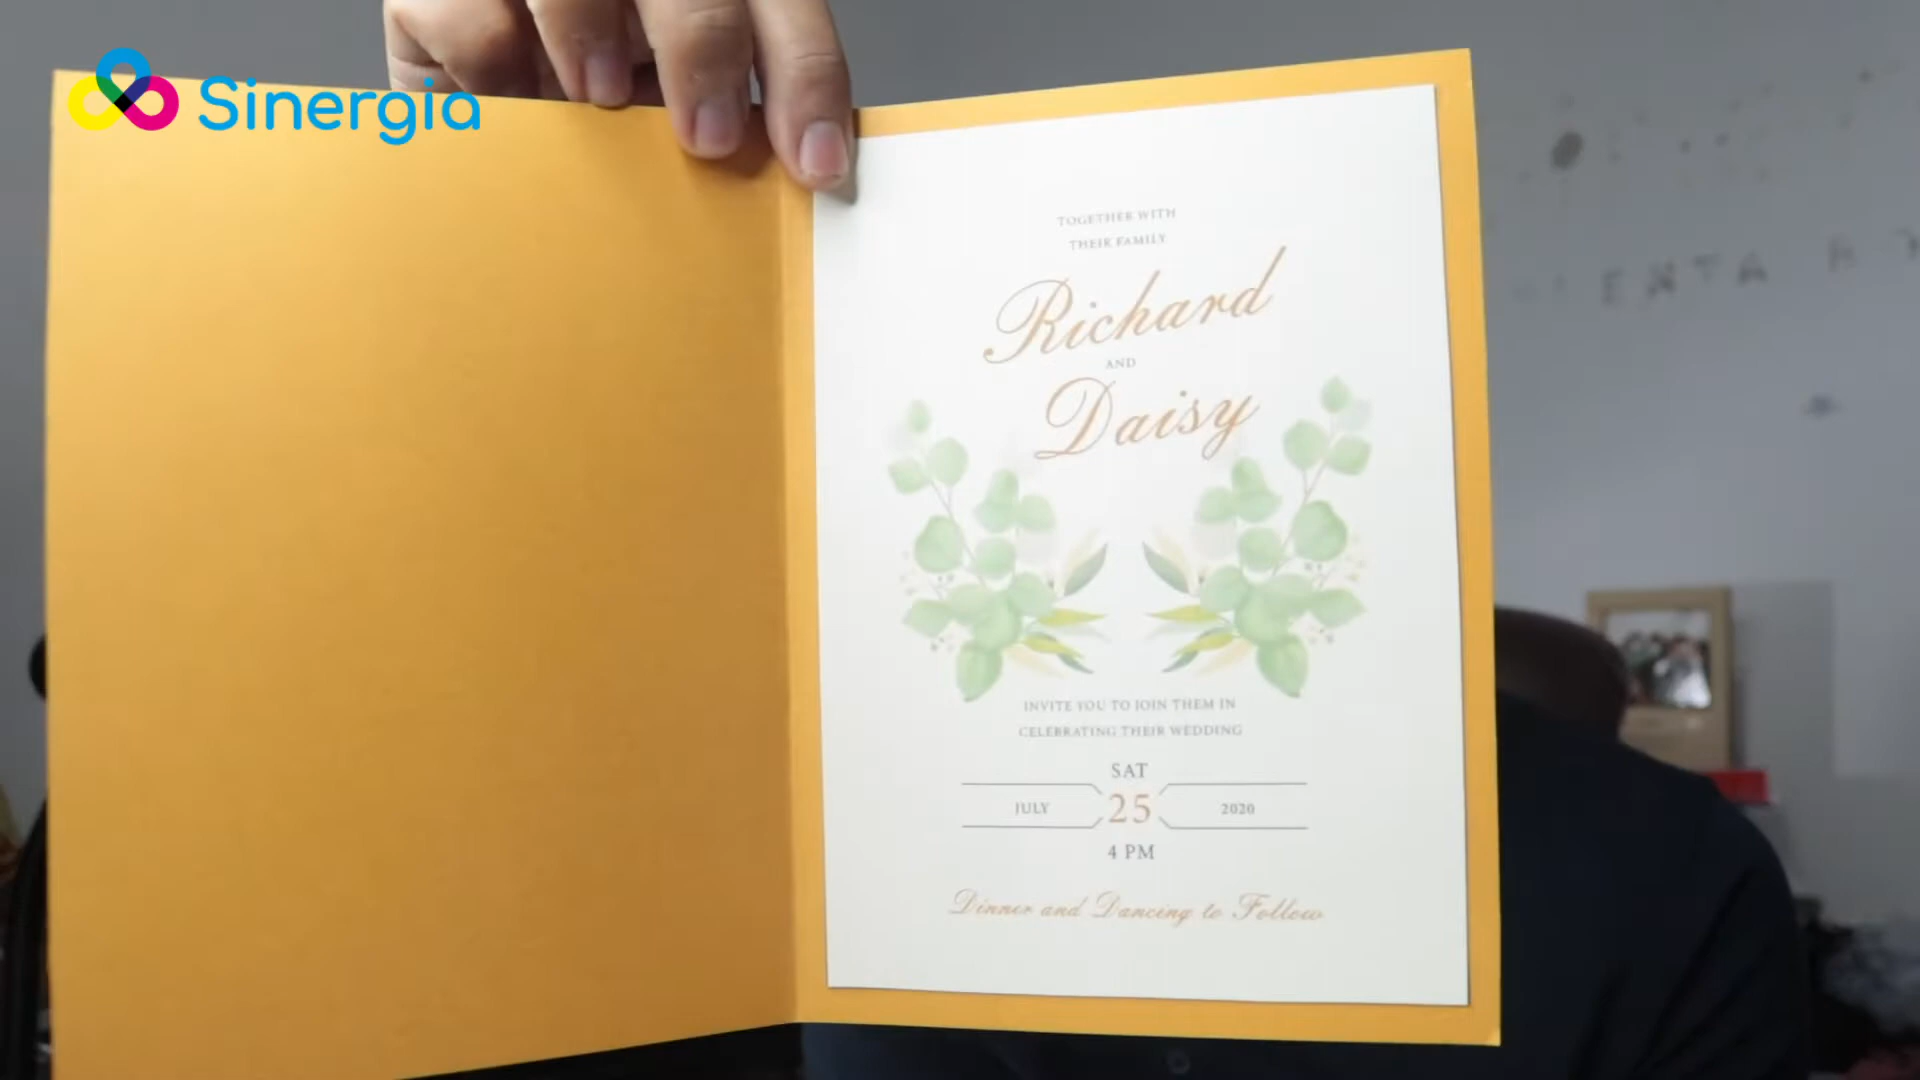 Sinergia
TOGETHER WITH
THEIR FAMILY
Richard
AND
Daisy
INVITE YOU TO JOIN THEM IN
CELEBRATING THEIR WEDDING
SAT
JULY 25 2020
4 PM
Dinner and Dancing to Follow